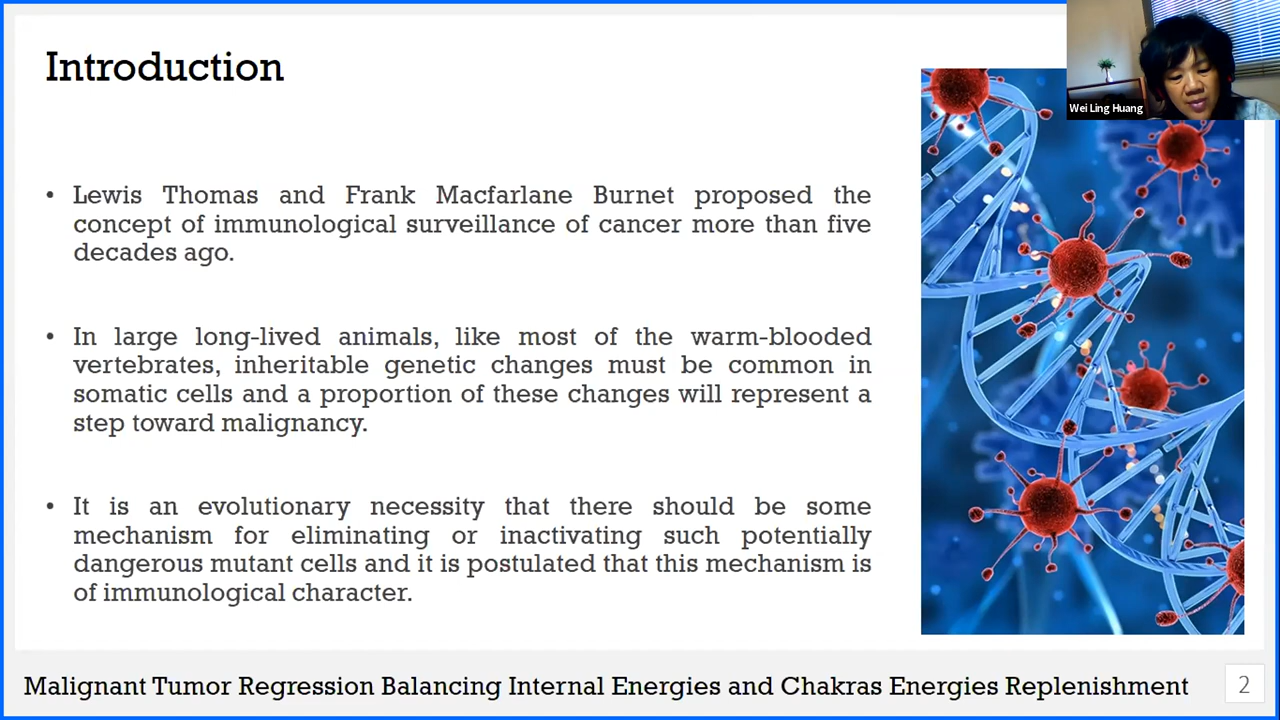 Introduction
Wei Ling Huang
• Lewis Thomas and Frank Macfarlane Burnet proposed the
concept of immunological surveillance of cancer more than five
decades ago.
• In large long-lived animals, like most of the warm-blooded
vertebrates, inheritable genetic changes must be common in
somatic cells and a proportion of these changes will represent a
step toward malignancy.
• It is an evolutionary necessity that there should be some
mechanism for eliminating or inactivating such potentially
dangerous mutant cells and it is postulated that this mechanism is
of immunological character.
Malignant Tumor Regression Balancing Internal Energies and Chakras Energies Replenishment
2